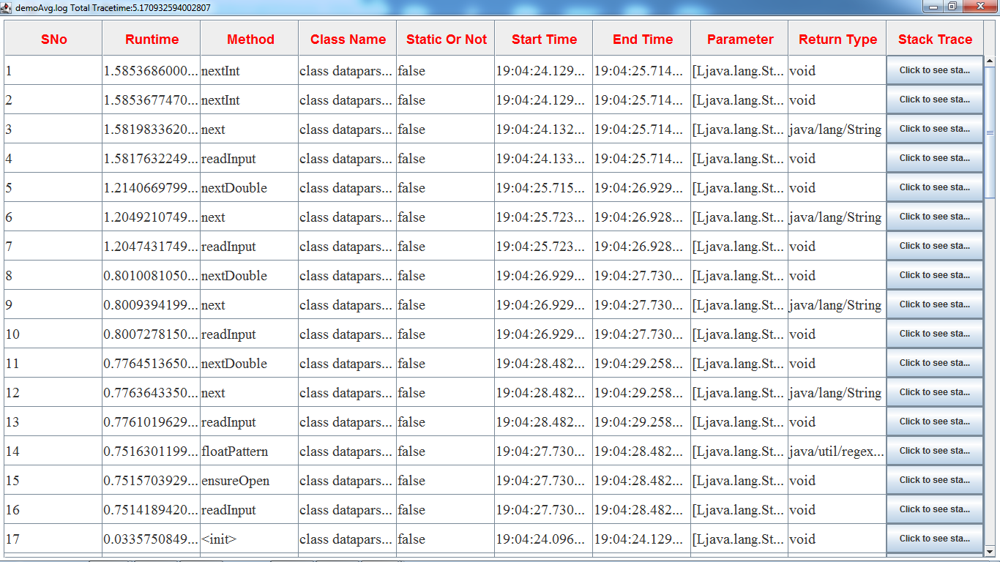 demoAvg.log Total Tracetime:5.170932594002807
SNo Runtime Method Class Name Static Or Not Start Time End Time Parameter Return Type Stack Trace
1 1.5853686000... nextInt class datapars... false 19:04:24.129... 19:04:25.714... [Ljava.lang.St... void Click to see sta...
2 1.5853677470... nextInt class datapars... false 19:04:24.129... 19:04:25.714... [Ljava.lang.St... void Click to see sta...
3 1.5819833620... next class datapars... false 19:04:24.132... 19:04:25.714... [Ljava.lang.St... java/lang/String Click to see sta...
4 1.5817632249... readInput class datapars... false 19:04:24.133... 19:04:25.714... [Ljava.lang.St... void Click to see sta...
5 1.2140669799... nextDouble class datapars... false 19:04:25.715... 19:04:26.929... [Ljava.lang.St... void Click to see sta...
6 1.2049210749... next class datapars... false 19:04:25.723... 19:04:26.928... [Ljava.lang.St... java/lang/String Click to see sta...
7 1.2047431749... readInput class datapars... false 19:04:25.723... 19:04:26.928... [Ljava.lang.St... void Click to see sta...
8 0.8010081050... nextDouble class datapars... false 19:04:26.929... 19:04:27.730... [Ljava.lang.St... void Click to see sta...
9 0.8009394199... next class datapars... false 19:04:26.929... 19:04:27.730... [Ljava.lang.St... java/lang/String Click to see sta...
10 0.8007278150... readInput class datapars... false 19:04:26.929... 19:04:27.730... [Ljava.lang.St... void Click to see sta...
11 0.7764513650... nextDouble class datapars... false 19:04:28.482... 19:04:29.258... [Ljava.lang.St... void Click to see sta...
12 0.7763643350... next class datapars... false 19:04:28.482... 19:04:29.258... [Ljava.lang.St... java/lang/String Click to see sta...
13 0.7761019629... readInput class datapars... false 19:04:28.482... 19:04:29.258... [Ljava.lang.St... void Click to see sta...
14 0.7516301199... floatPattern class datapars... false 19:04:27.730... 19:04:28.482... [Ljava.lang.St... java/util/regex... Click to see sta...
15 0.7515703929... ensureOpen class datapars... false 19:04:27.730... 19:04:28.482... [Ljava.lang.St... void Click to see sta...
16 0.7514189420... readInput class datapars... false 19:04:27.730... 19:04:28.482... [Ljava.lang.St... void Click to see sta...
17 0.0335750849... <init> class datapars... false 19:04:24.096... 19:04:24.129... [Ljava.lang.St... void Click to see sta...